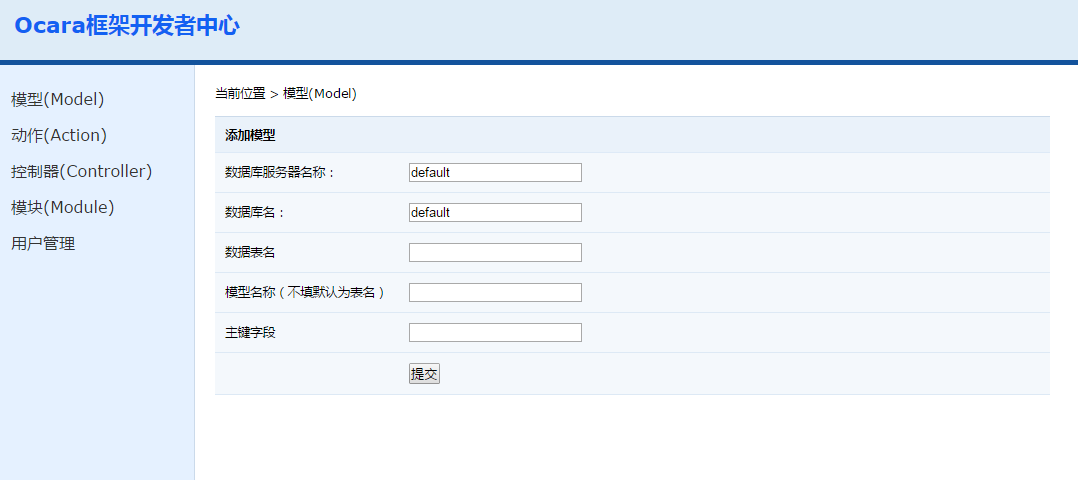 Ocara框架开发者中心
模型(Model)
动作(Action)
控制器(Controller)
模块(Module)
用户管理
当前位置 > 模型(Model)
添加模型
数据库服务器名称： default
数据库名： default
数据表名
模型名称（不填默认为表名）
主键字段
提交